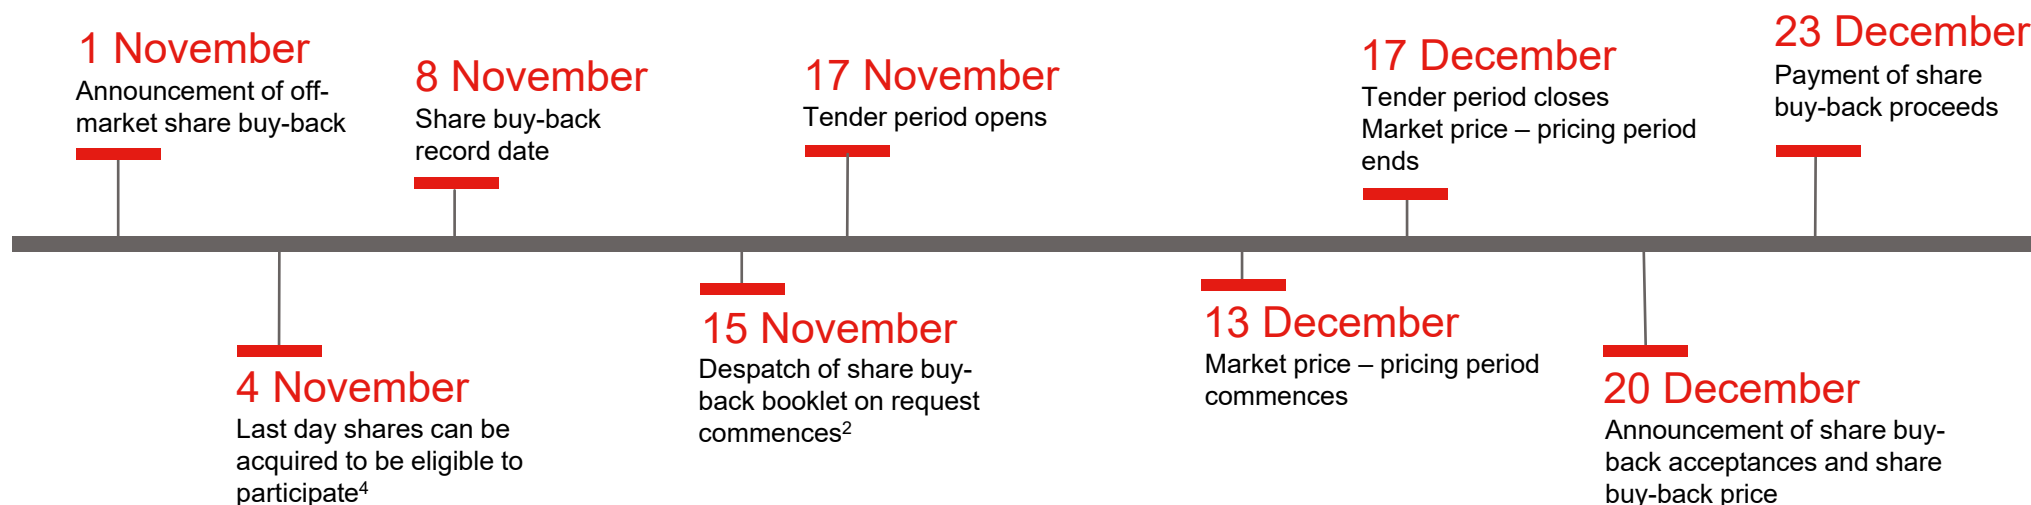 1 November
Announcement of off-
market share buy-back
4 November
Last day shares can be
acquired to be eligible to
participate⁴
8 November
Share buy-back
record date
15 November
Despatch of share buy-
back booklet on request
commences²
17 November
Tender period opens
13 December
Market price – pricing period
commences
17 December
Tender period closes
Market price – pricing period
ends
20 December
Announcement of share buy-
back acceptances and share
buy-back price
23 December
Payment of share
buy-back proceeds